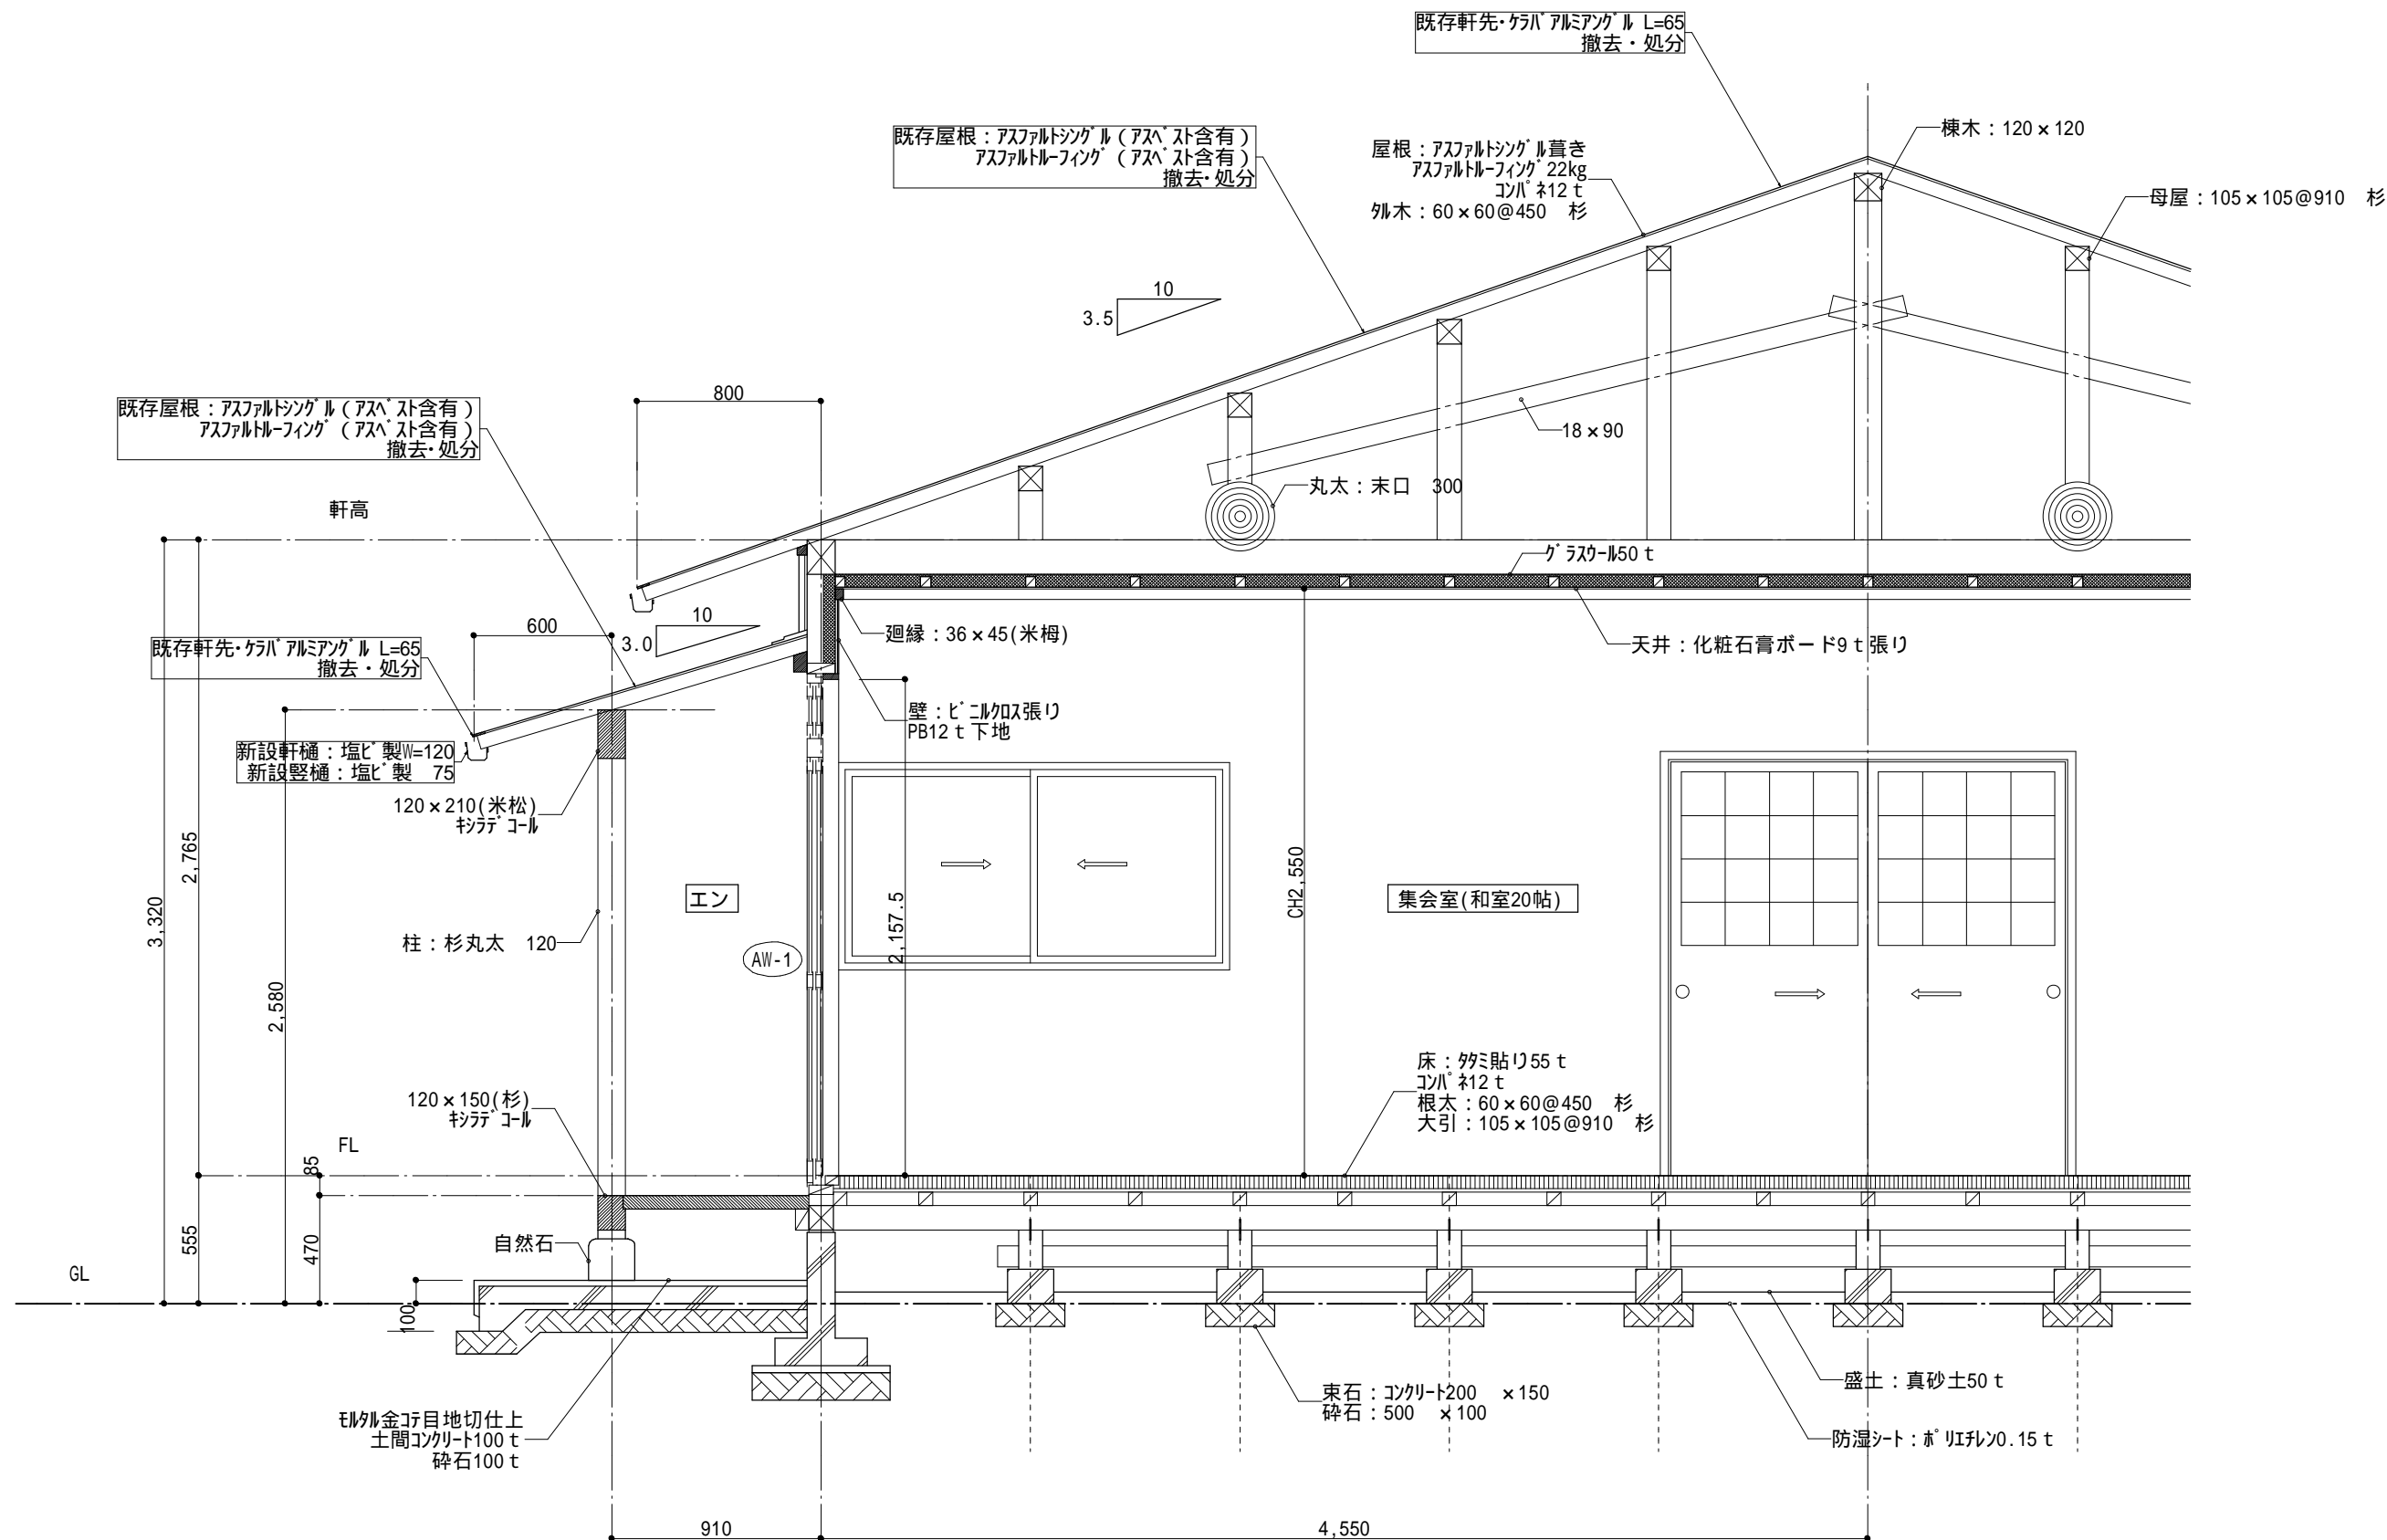 既存軒先・ケラバアルミアングル L=65
撤去・処分
既存屋根：アスファルトシングル（アスベスト含有）
アスファルトルーフィング（アスベスト含有）
撤去・処分
屋根：アスファルトシングル葺き
アスファルトルーフィング22kg
コンパネ12ｔ
タル木：60×60@450　杉
棟木：120×120
母屋：105×105@910　杉
10
3.5
800
既存屋根：アスファルトシングル（アスベスト含有）
アスファルトルーフィング（アスベスト含有）
撤去・処分
18×90
丸太：末口　300
軒高
グラスウール50ｔ
600
10
3.0
廻縁：36×45(米栂)
天井：化粧石膏ボード9ｔ張り
既存軒先・ケラバアルミアングル L=65
撤去・処分
壁：ビニルクロス張り
PB12ｔ下地
新設軒樋：塩ビ製W=120
新設竪樋：塩ビ製　75
120×210(米松)
キシラデコール
3,320
2,765
2,580
エン
2,157.5
CH2,550
集会室(和室20帖)
柱：杉丸太　120
AW-1
床：タタミ貼り55ｔ
コンパネ12ｔ
根太：60×60@450　杉
大引：105×105@910　杉
120×150(杉)
キシラデコール
FL
85
555
470
自然石
GL
100
盛土：真砂土50ｔ
束石：コンクリート200　×150
砕石：500　×100
モルタル金コテ目地切仕上
土間コンクリート100ｔ
砕石100ｔ
防湿シート：ポリエチレン0.15ｔ
910
4,550